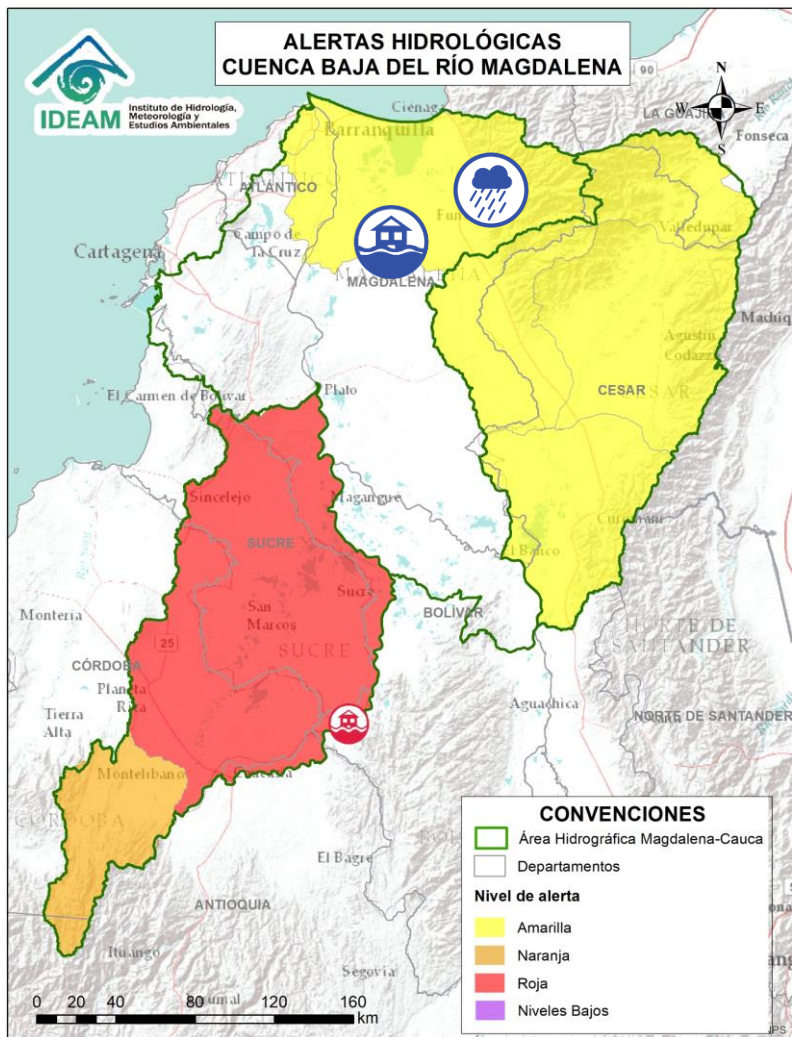 ALERTAS HIDROLÓGICAS
CUENCA BAJA DEL RÍO MAGDALENA
IDEAM
Instituto de Hidrología,
Meteorología y
Estudios Ambientales
N
W E
S
90
Ciénaga
LA GUAJIRA
Fonseca
Barranquilla
ATLÁNTICO
Valledupar
Cartagena
Campo de
la Cruz
MAGDALENA
Agustín
Codazzi
El Carmen de Bolívar
Plato
CESAR
Sincelejo
Magangué
SUCRE
El Banco
Montería
San
Marcos
Sucre
BOLÍVAR
SUCRE
NORTE DE
SANTANDER
25
CÓRDOBA
Planeta
Rica
Tierra
Alta
Aguachica
NORTE DE SANTANDER
Montelíbano
CÓRDOBA
El Bagre
ANTIOQUIA
Ituango
Segovia
CONVENCIONES
Área Hidrográfica Magdalena-Cauca
Departamentos
Nivel de alerta
Amarilla
Naranja
Roja
Niveles Bajos
0 20 40 80 120 160
km